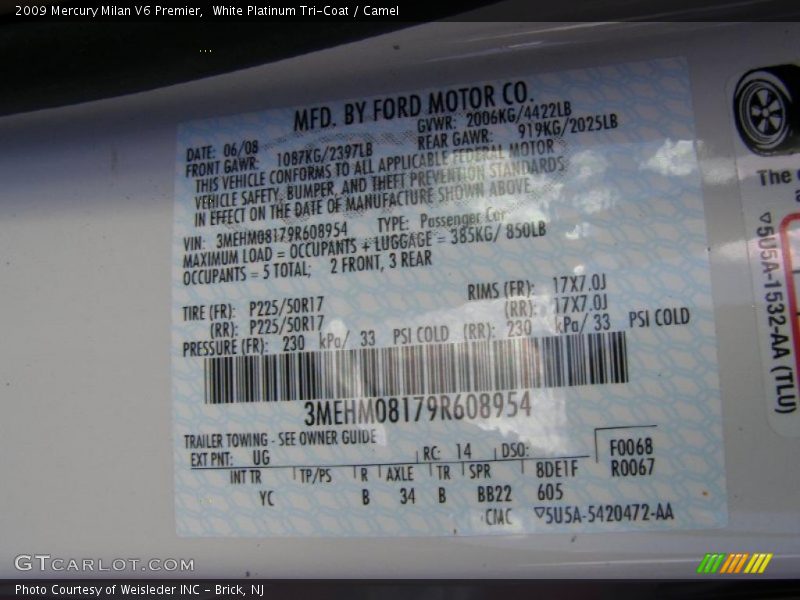 2009 Mercury Milan V6 Premier, White Platinum Tri-Coat / Camel
MFD. BY FORD MOTOR CO.
DATE: 06/08 GVWR: 2006KG/4422LB
FRONT GAWR: 1087KG/2397LB REAR GAWR: 919KG/2025LB
THIS VEHICLE CONFORMS TO ALL APPLICABLE FEDERAL MOTOR
VEHICLE SAFETY, BUMPER, AND THEFT PREVENTION STANDARDS
IN EFFECT ON THE DATE OF MANUFACTURE SHOWN ABOVE
VIN: 3MEHM08179R608954 TYPE: Passenger Car
MAXIMUM LOAD = OCCUPANTS + LUGGAGE = 385KG/ 850LB
OCCUPANTS = 5 TOTAL; 2 FRONT, 3 REAR
TIRE (FR): P225/50R17 RIMS (FR): 17X7.0J
(RR): P225/50R17 (RR): 17X7.0J
PRESSURE (FR): 230 kPa/ 33 PSI COLD (RR): 230 kPa/ 33 PSI COLD
3MEHM08179R608954
TRAILER TOWING - SEE OWNER GUIDE
EXT PNT: UG RC: 14 DSO: F0068
INT TR TP/PS R AXLE TR SPR 8DE1F R0067
YC B 34 B BB22 605
CMC ▽5U5A-5420472-AA
The
▽5U5A-1532-AA (TLU)
GTCARLOT.COM
Photo Courtesy of Weisleder INC - Brick, NJ